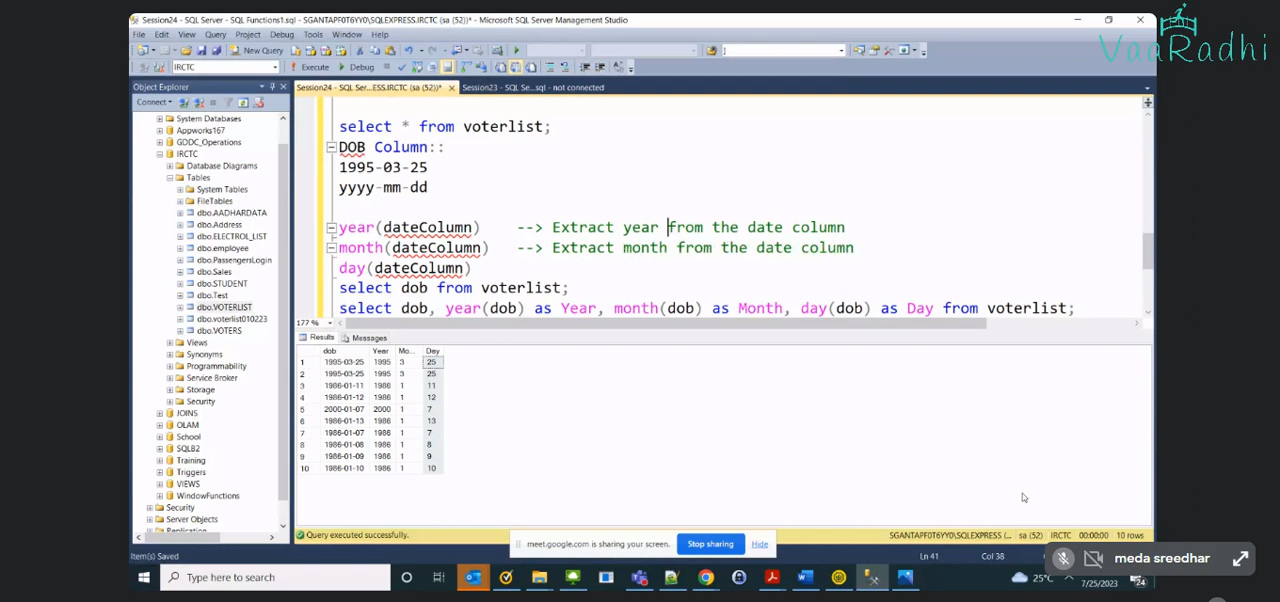 Session24 - SQL Server - SQL Functions1.sql - SGANTAPF0T6YY0\SQLEXPRESS.IRCTC (sa (52))* - Microsoft SQL Server Management Studio
VaaRadhi
File Edit View Query Project Debug Tools Window Help
New Query
IRCTC
Execute Debug
Object Explorer
Session24 - SQL Ser...ESS.IRCTC (sa (52))*
Session23 - SQL Se...sql - not connected
Connect
System Databases
Appworks167
GDDC_Operations
IRCTC
Database Diagrams
Tables
System Tables
FileTables
dbo.AADHARDATA
dbo.Address
dbo.ELECTROL_LIST
dbo.employee
dbo.PassengersLogin
dbo.Sales
dbo.STUDENT
dbo.Test
dbo.VOTERLIST
dbo.voterlist010223
dbo.VOTERS
Views
Synonyms
Programmability
Service Broker
Storage
Security
JOINS
OLAM
School
SQLB2
Training
Triggers
VIEWS
WindowFunctions
Security
Server Objects
Replication
select * from voterlist;
DOB Column::
1995-03-25
yyyy-mm-dd
year(dateColumn) --> Extract year from the date column
month(dateColumn) --> Extract month from the date column
day(dateColumn)
select dob from voterlist;
select dob, year(dob) as Year, month(dob) as Month, day(dob) as Day from voterlist;
177 %
Results Messages
dob Year Mo... Day
1 1995-03-25 1995 3 25
2 1995-03-25 1995 3 25
3 1986-01-11 1986 1 11
4 1986-01-12 1986 1 12
5 2000-01-07 2000 1 7
6 1986-01-13 1986 1 13
7 1986-01-07 1986 1 7
8 1986-01-08 1986 1 8
9 1986-01-09 1986 1 9
10 1986-01-10 1986 1 10
Query executed successfully.
SGANTAPF0T6YY0\SQLEXPRESS (... sa (52) IRCTC 00:00:00 10 rows
meet.google.com is sharing your screen. Stop sharing Hide
Item(s) Saved
Ln 41 Col 38
meda sreedhar
Type here to search
25°C
7/25/2023
24